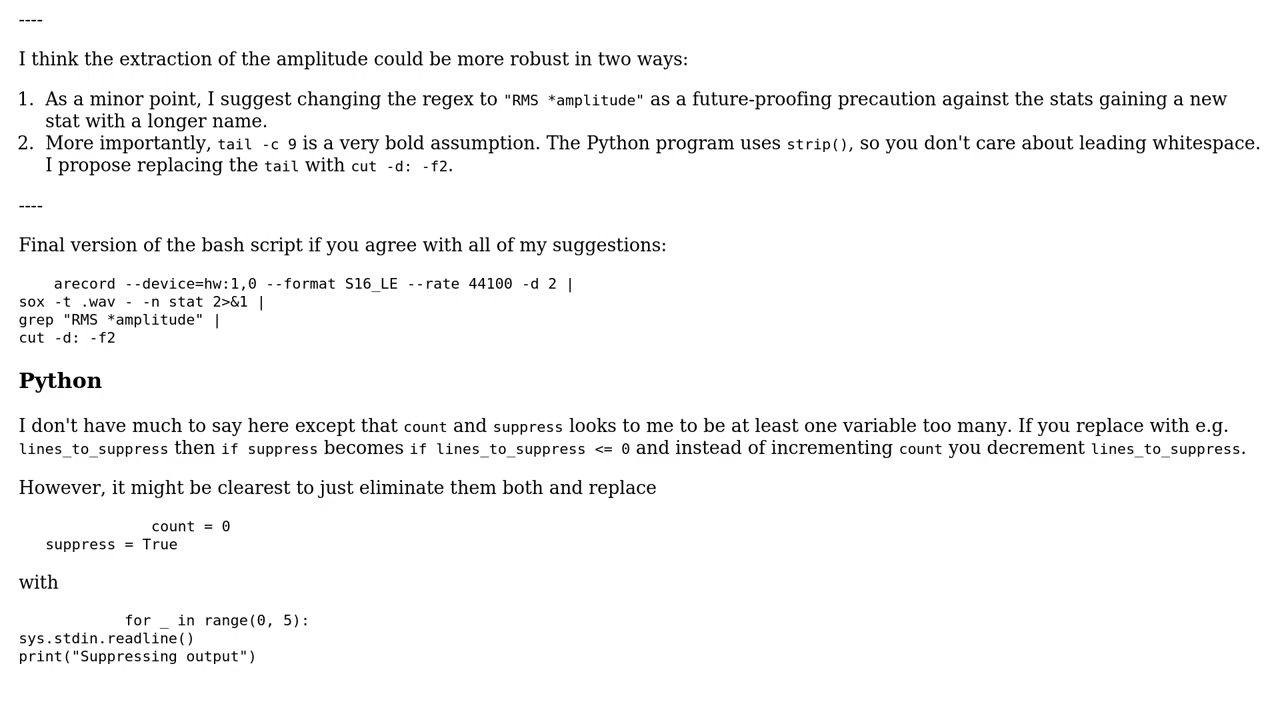 ----
I think the extraction of the amplitude could be more robust in two ways:
1. As a minor point, I suggest changing the regex to "RMS *amplitude" as a future-proofing precaution against the stats gaining a new
stat with a longer name.
2. More importantly, tail -c 9 is a very bold assumption. The Python program uses strip(), so you don't care about leading whitespace.
I propose replacing the tail with cut -d: -f2.
----
Final version of the bash script if you agree with all of my suggestions:
    arecord --device=hw:1,0 --format S16_LE --rate 44100 -d 2 |
sox -t .wav - -n stat 2>&1 |
grep "RMS *amplitude" |
cut -d: -f2
Python
I don't have much to say here except that count and suppress looks to me to be at least one variable too many. If you replace with e.g.
lines_to_suppress then if suppress becomes if lines_to_suppress <= 0 and instead of incrementing count you decrement lines_to_suppress.
However, it might be clearest to just eliminate them both and replace
               count = 0
   suppress = True
with
            for _ in range(0, 5):
sys.stdin.readline()
print("Suppressing output")